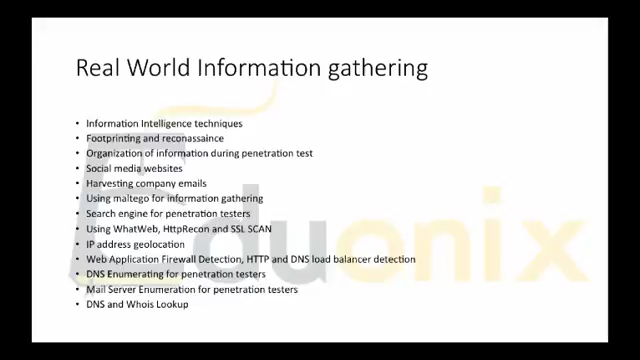 Real World Information gathering
• Information Intelligence techniques
• Footprinting and reconassaince
• Organization of information during penetration test
• Social media websites
• Harvesting company emails
• Using maltego for information gathering
• Search engine for penetration testers
• Using WhatWeb, HttpRecon and SSL SCAN
• IP address geolocation
• Web Application Firewall Detection, HTTP and DNS load balancer detection
• DNS Enumerating for penetration testers
• Mail Server Enumeration for penetration testers
• DNS and Whois Lookup
Eduonix